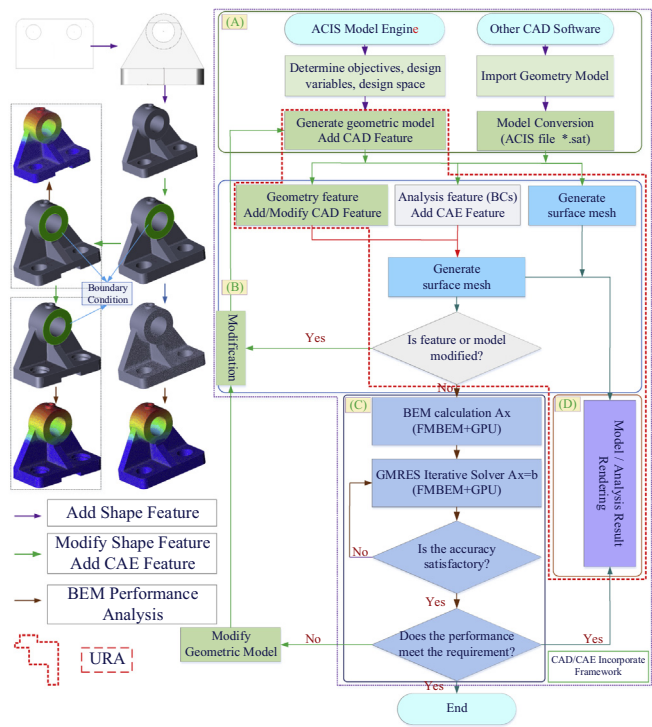 (A)
ACIS Model Engine
Other CAD Software
Determine objectives, design
variables, design space
Import Geometry Model
Generate geometric model
Add CAD Feature
Model Conversion
(ACIS file *.sat)
Geometry feature
Add/Modify CAD Feature
Analysis feature (BCs)
Add CAE Feature
Generate
surface mesh
(B)
Generate
surface mesh
Boundary
Condition
Modification
Yes
Is feature or model
modified?
No
(C)
(D)
BEM calculation Ax
(FMBEM+GPU)
GMRES Iterative Solver Ax=b
(FMBEM+GPU)
Model / Analysis Result
Rendering
No
Is the accuracy
satisfactory?
Yes
Add Shape Feature
Modify Shape Feature
Add CAE Feature
BEM Performance
Analysis
URA
Modify
Geometric Model
No
Does the performance
meet the requirement?
Yes
CAD/CAE Incorporate
Framework
Yes
End